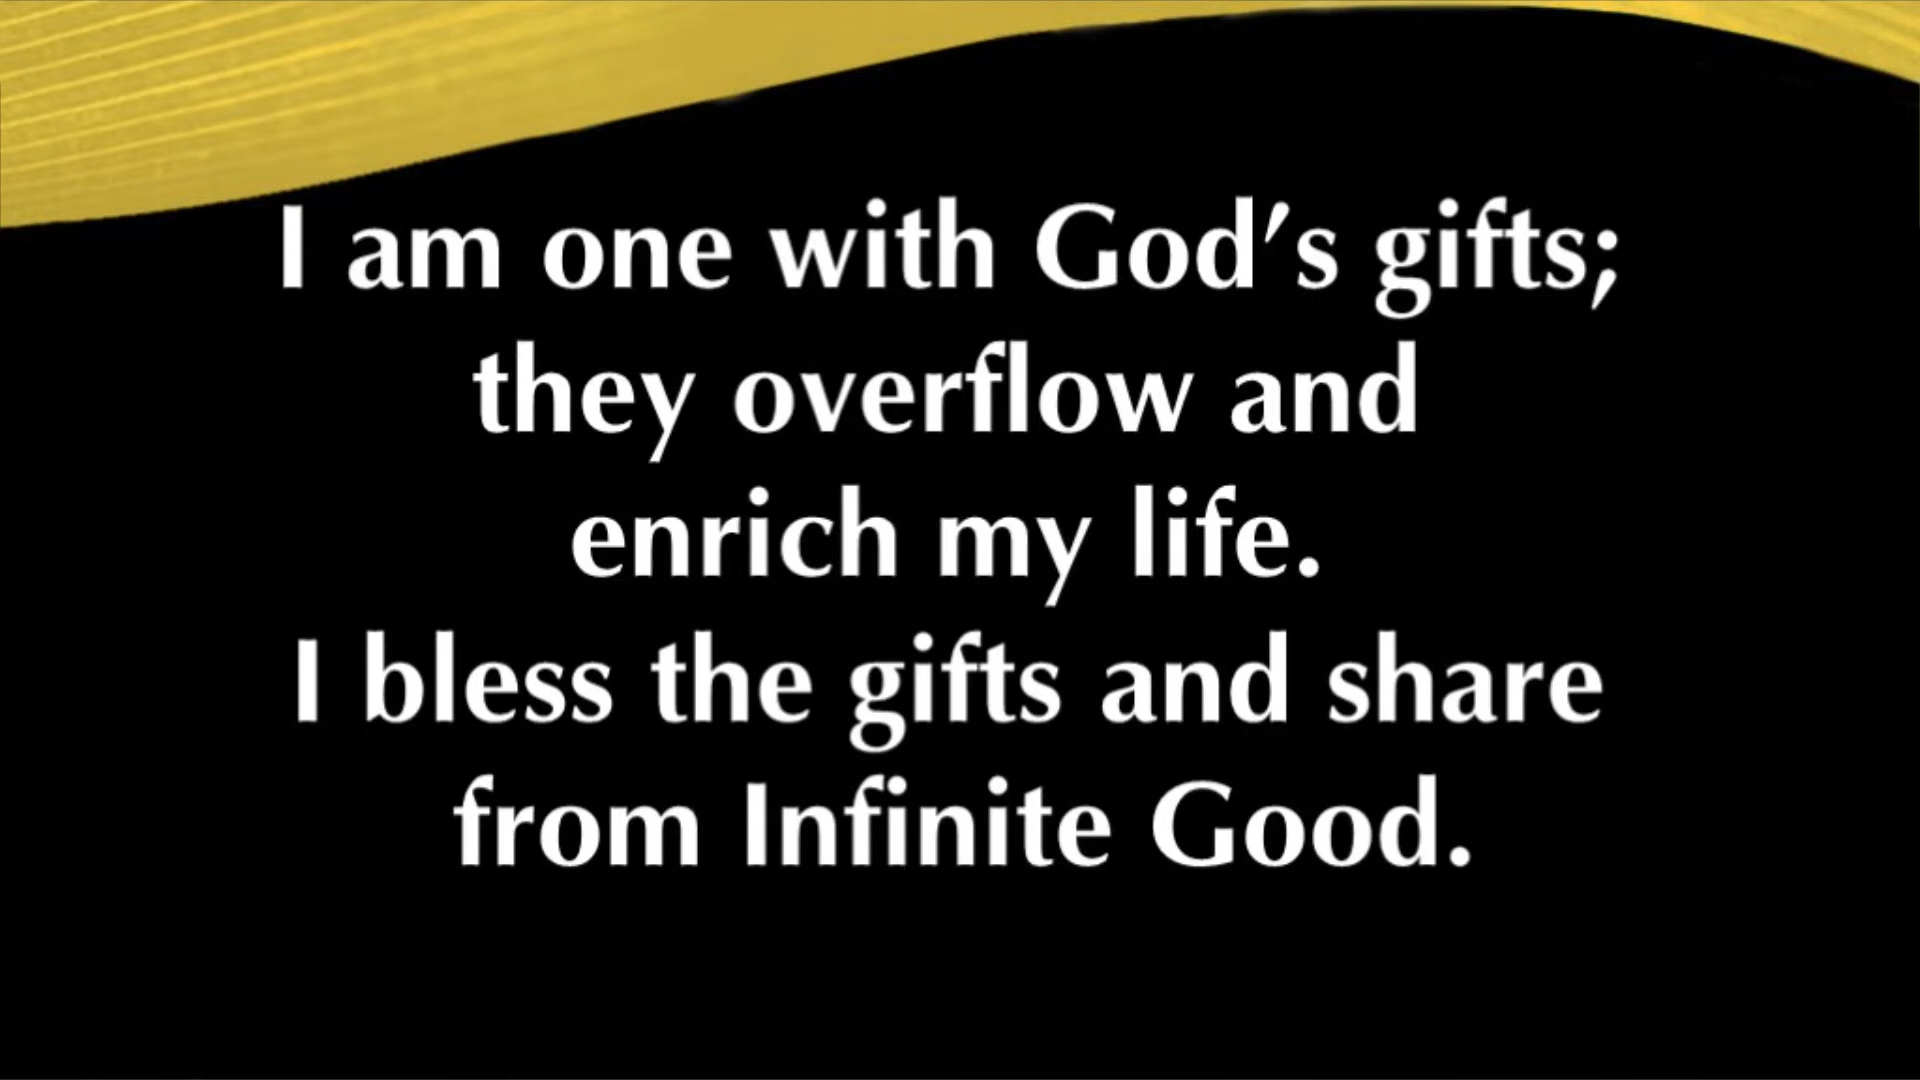 I am one with God’s gifts;
they overflow and
enrich my life.
I bless the gifts and share
from Infinite Good.